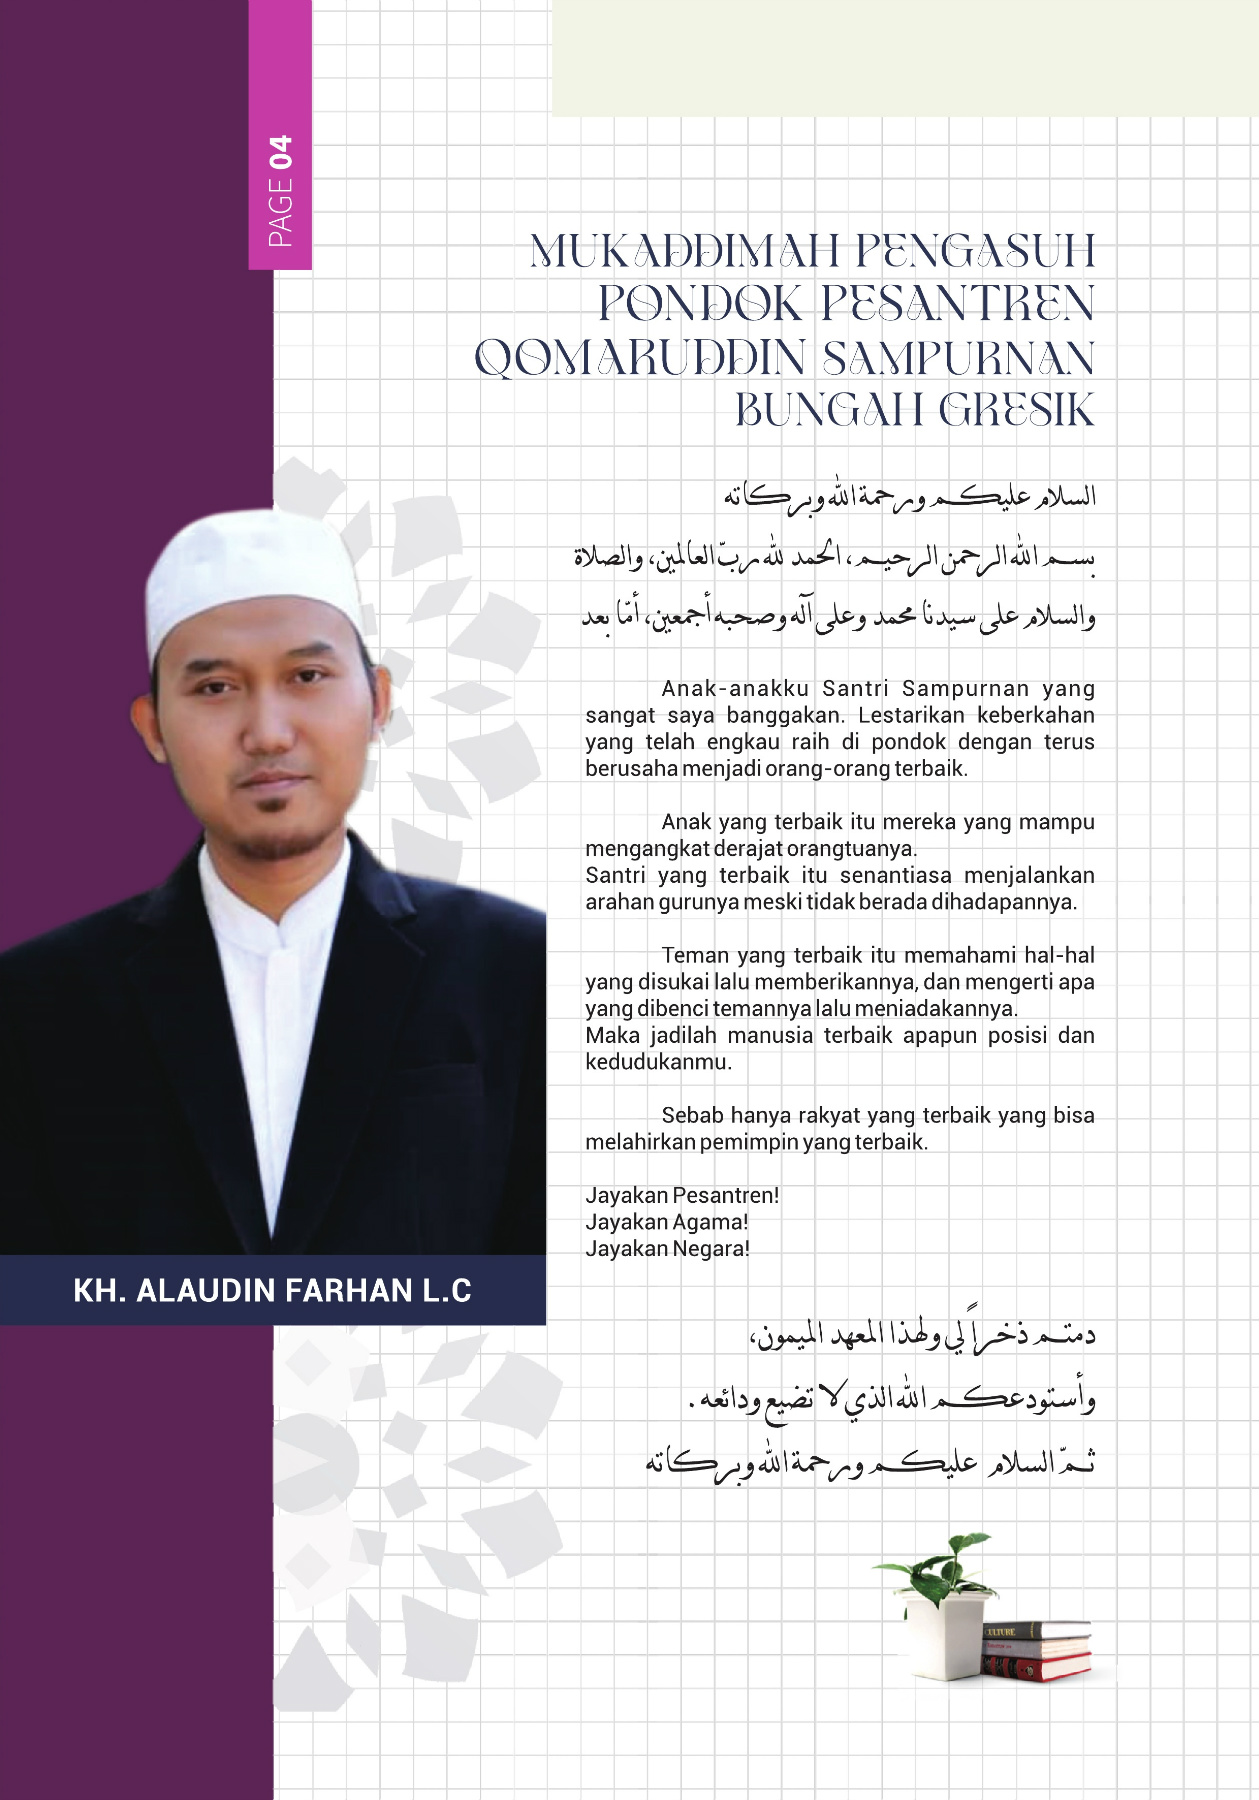 PAGE 04
MUKADDIMAH PENGASUH
PONDOK PESANTREN
QOMARUDDIN SAMPURNAN
BUNGAH GRESIK
السلام عليكم ورحمة الله وبركاته
بسم الله الرحمن الرحيم، الحمد لله ربّ العالمين، والصلاة
والسلام على سيدنا محمد وعلى آله وصحبه أجمعين، أمّا بعد
Anak-anakku Santri Sampurnan yang
sangat saya banggakan. Lestarikan keberkahan
yang telah engkau raih di pondok dengan terus
berusaha menjadi orang-orang terbaik.
Anak yang terbaik itu mereka yang mampu
mengangkat derajat orangtuanya.
Santri yang terbaik itu senantiasa menjalankan
arahan gurunya meski tidak berada dihadapannya.
Teman yang terbaik itu memahami hal-hal
yang disukai lalu memberikannya, dan mengerti apa
yang dibenci temannya lalu meniadakannya.
Maka jadilah manusia terbaik apapun posisi dan
kedudukanmu.
Sebab hanya rakyat yang terbaik yang bisa
melahirkan pemimpin yang terbaik.
Jayakan Pesantren!
Jayakan Agama!
Jayakan Negara!
KH. ALAUDIN FARHAN L.C
دمتم ذخراً لي ولهذا المعهد الميمون،
وأستودعكم الله الذي لا تضيع ودائعه.
ثمّ السلام عليكم ورحمة الله وبركاته
CULTURE